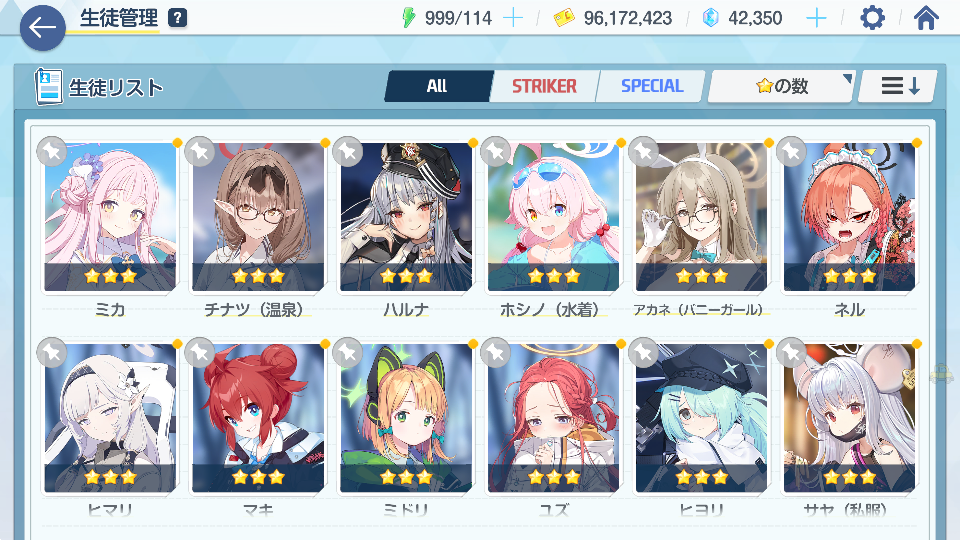 生徒管理 ?
999/114
96,172,423
42,350
生徒リスト
All
STRIKER
SPECIAL
の数
ミカ
チナツ（温泉）
ハルナ
ホシノ（水着）
アカネ（バニーガール）
ネル
ヒマリ
マキ
ミドリ
ユズ
ヒヨリ
サヤ（私服）